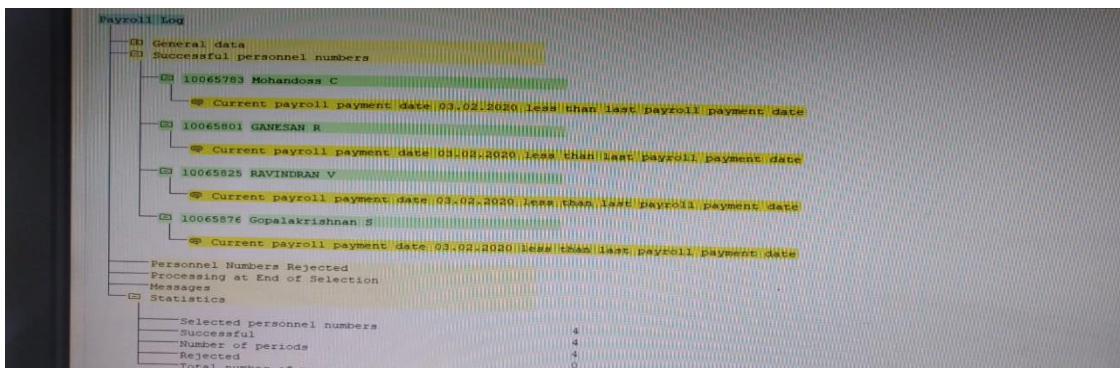 Payroll Log
General data
Successful personnel numbers
10065783 Mohandoss C
Current payroll payment date 03.02.2020 less than last payroll payment date
10065801 GANESAN R
Current payroll payment date 03.02.2020 less than last payroll payment date
10065825 RAVINDRAN V
Current payroll payment date 03.02.2020 less than last payroll payment date
10065876 Gopalakrishnan S
Current payroll payment date 03.02.2020 less than last payroll payment date
Personnel Numbers Rejected
Processing at End of Selection
Messages
Statistics
Selected personnel numbers 4
Successful 4
Number of periods 4
Rejected 0
Total number of